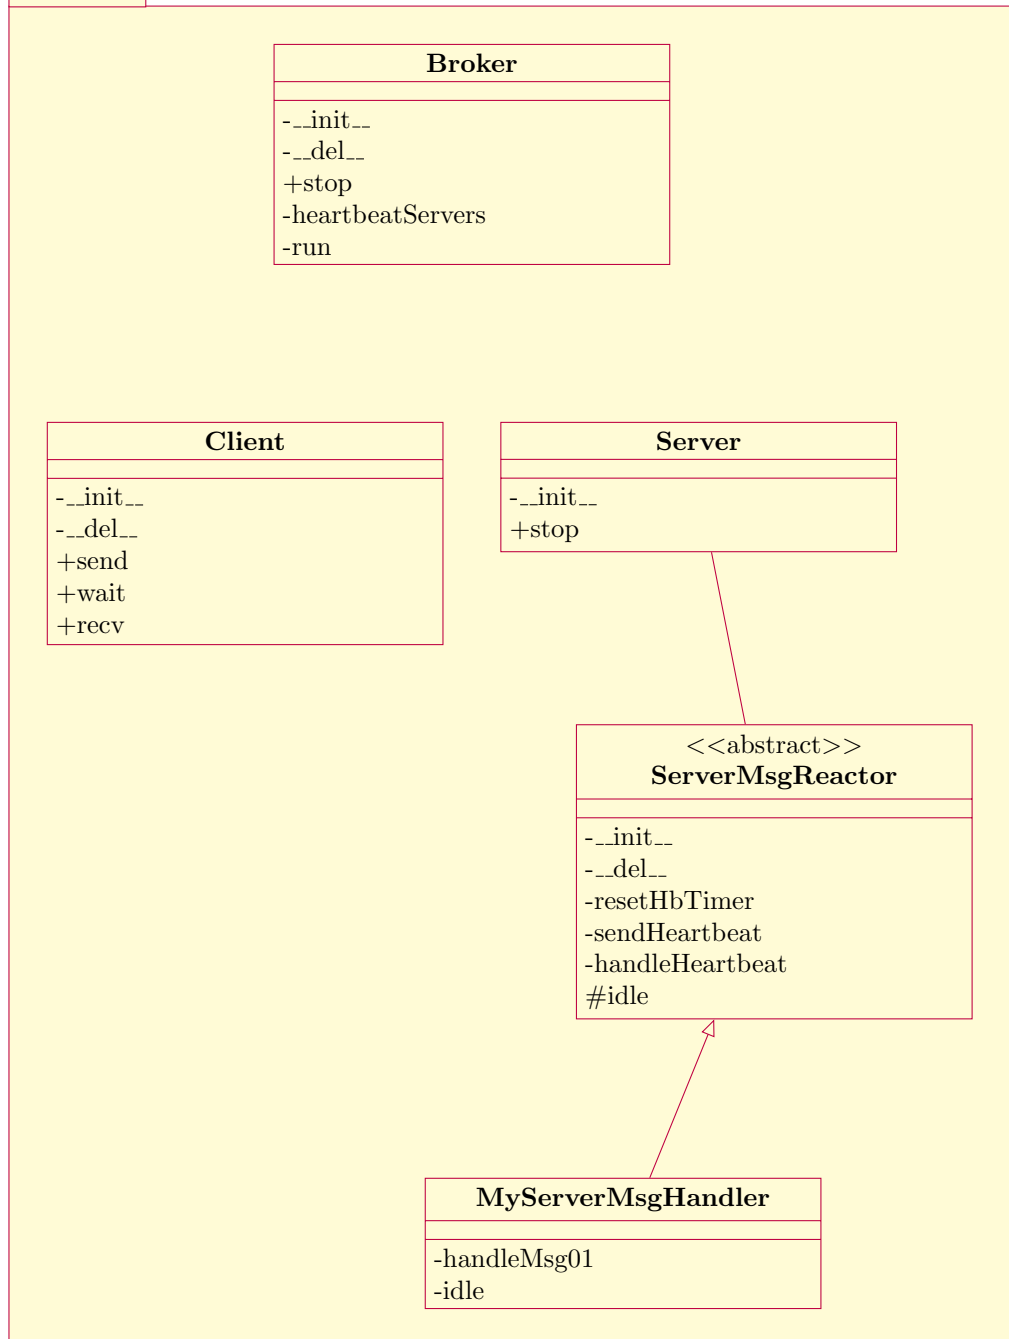 Broker
-__init__
-__del__
+stop
-heartbeatServers
-run
Client
-__init__
-__del__
+send
+wait
+recv
Server
-__init__
+stop
<<abstract>>
ServerMsgReactor
-__init__
-__del__
-resetHbTimer
-sendHeartbeat
-handleHeartbeat
#idle
MyServerMsgHandler
-handleMsg01
-idle